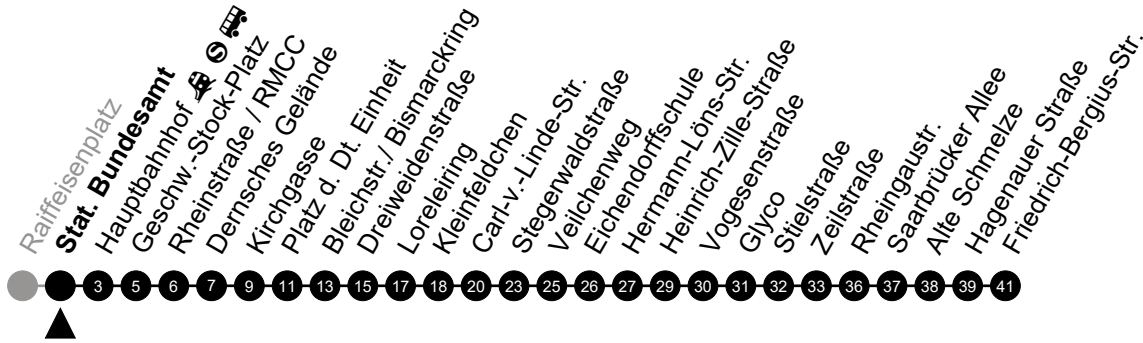 Raiffeisenplatz
Stat. Bundesamt
Hauptbahnhof S
Geschw.-Stock-Platz
Rheinstraße / RMCC
Dernsches Gelände
Kirchgasse
Platz d. Dt. Einheit
Bleichstr./ Bismarckring
Dreiweidenstraße
Loreleiring
Kleinfeldchen
Carl-v.-Linde-Str.
Stegerwaldstraße
Veilchenweg
Eichendorffschule
Hermann-Löns-Str.
Heinrich-Zille-Straße
Vogesenstraße
Glyco
Stielstraße
Zeilstraße
Rheingaustr.
Saarbrücker Allee
Alte Schmelze
Hagenauer Straße
Friedrich-Bergius-Str.
3 5 6 7 9 11 13 15 17 18 20 23 25 26 27 29 30 31 32 33 36 37 38 39 41